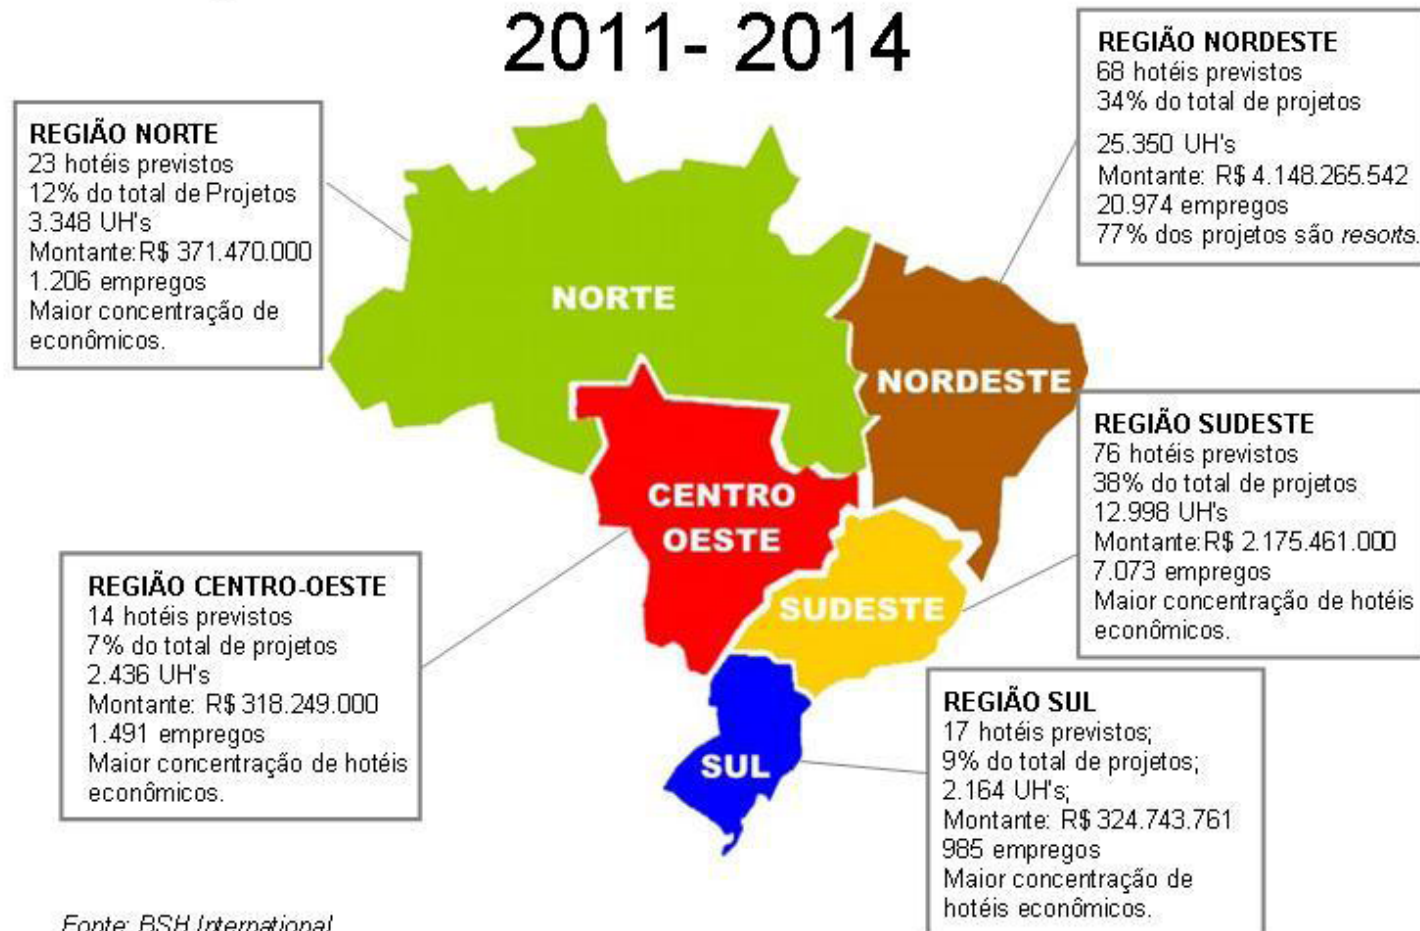 2011- 2014
REGIÃO NORTE
23 hotéis previstos
12% do total de Projetos
3.348 UH's
Montante:R$ 371.470.000
1.206 empregos
Maior concentração de
econômicos.
REGIÃO NORDESTE
68 hotéis previstos
34% do total de projetos
25.350 UH's
Montante: R$ 4.148.265.542
20.974 empregos
77% dos projetos são resorts.
NORTE
NORDESTE
CENTRO
OESTE
SUDESTE
SUL
REGIÃO SUDESTE
76 hotéis previstos
38% do total de projetos
12.998 UH's
Montante:R$ 2.175.461.000
7.073 empregos
Maior concentração de hotéis
econômicos.
REGIÃO CENTRO-OESTE
14 hotéis previstos
7% do total de projetos
2.436 UH's
Montante: R$ 318.249.000
1.491 empregos
Maior concentração de hotéis
econômicos.
REGIÃO SUL
17 hotéis previstos;
9% do total de projetos;
2.164 UH's;
Montante: R$ 324.743.761
985 empregos
Maior concentração de
hotéis econômicos.
Fonte: BSH International